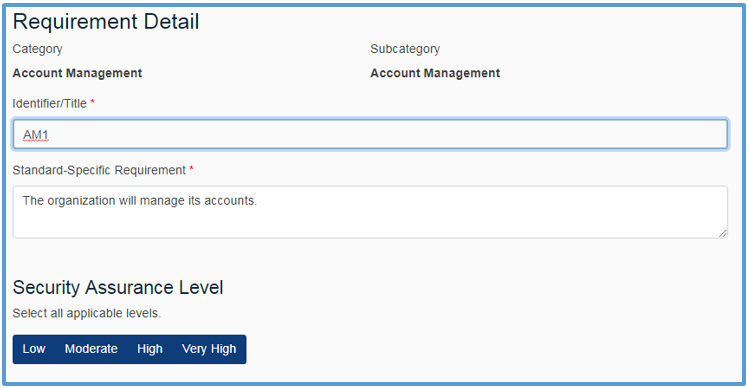 Requirement Detail
Category Subcategory
Account Management Account Management
Identifier/Title *
AM1
Standard-Specific Requirement *
The organization will manage its accounts.
Security Assurance Level
Select all applicable levels.
Low Moderate High Very High